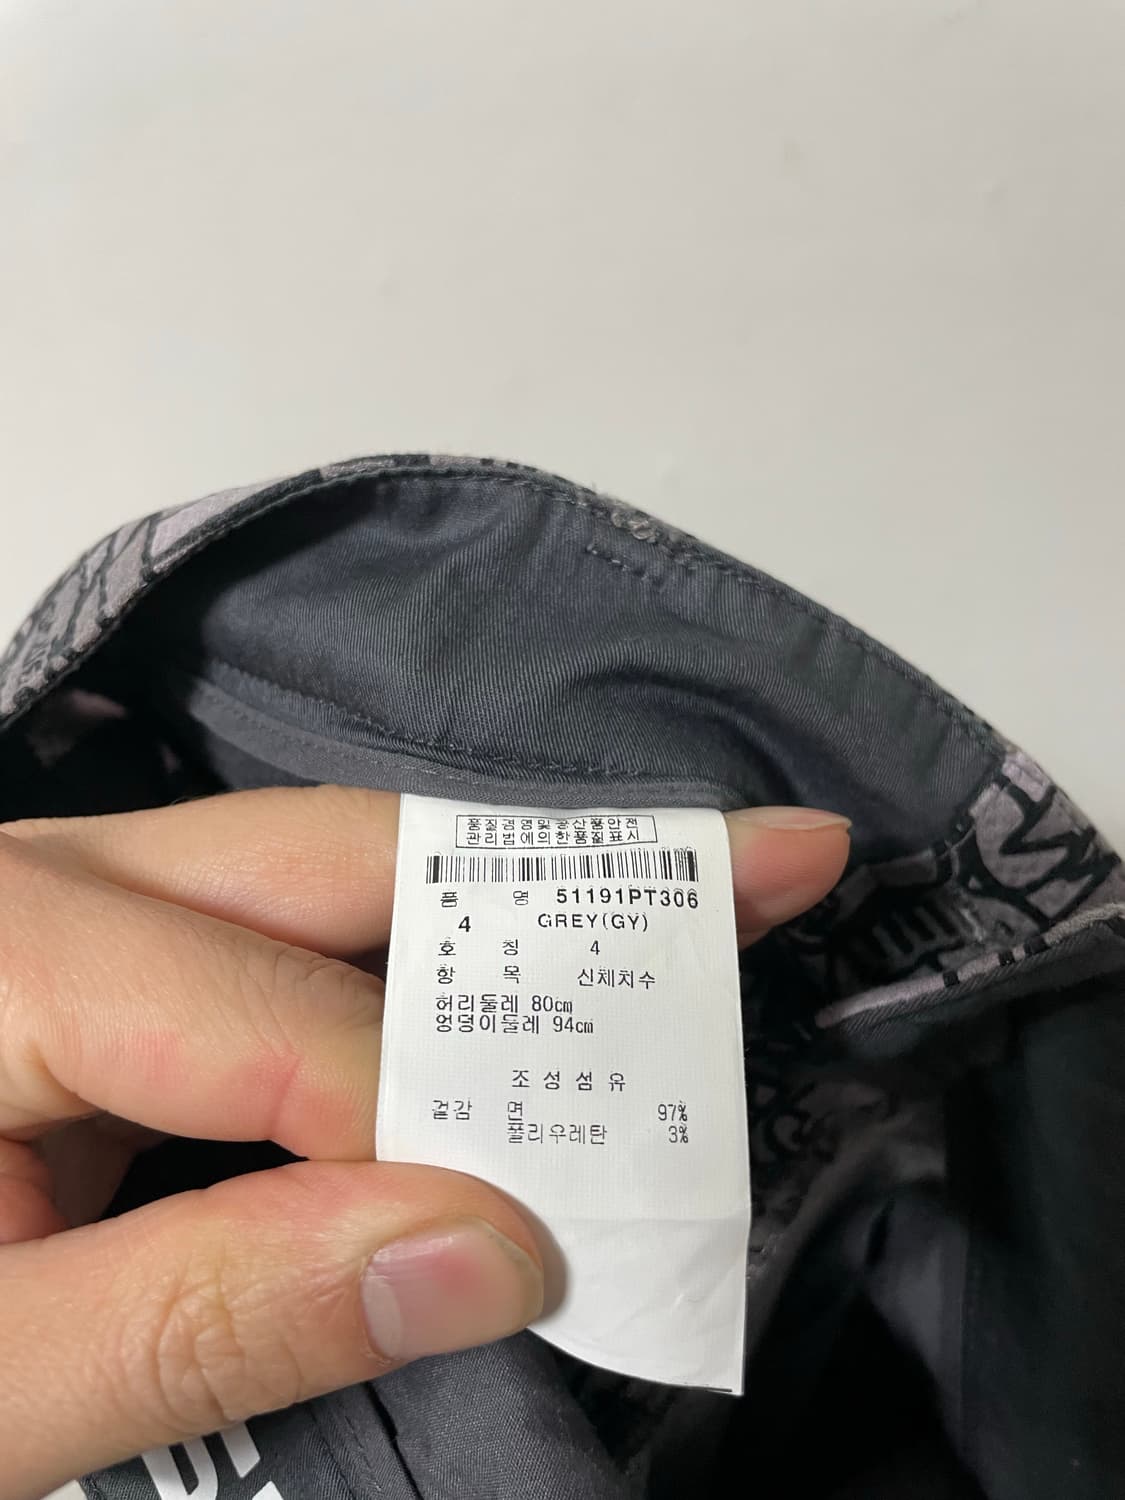 품질경영및공산품안전
관리법에의한품질표시
품 명 51191PT306
4 GREY(GY)
호 칭 4
항 목 신체치수
허리둘레 80cm
엉덩이둘레 94cm
조 성 섬 유
겉감 면 97%
폴리우레탄 3%